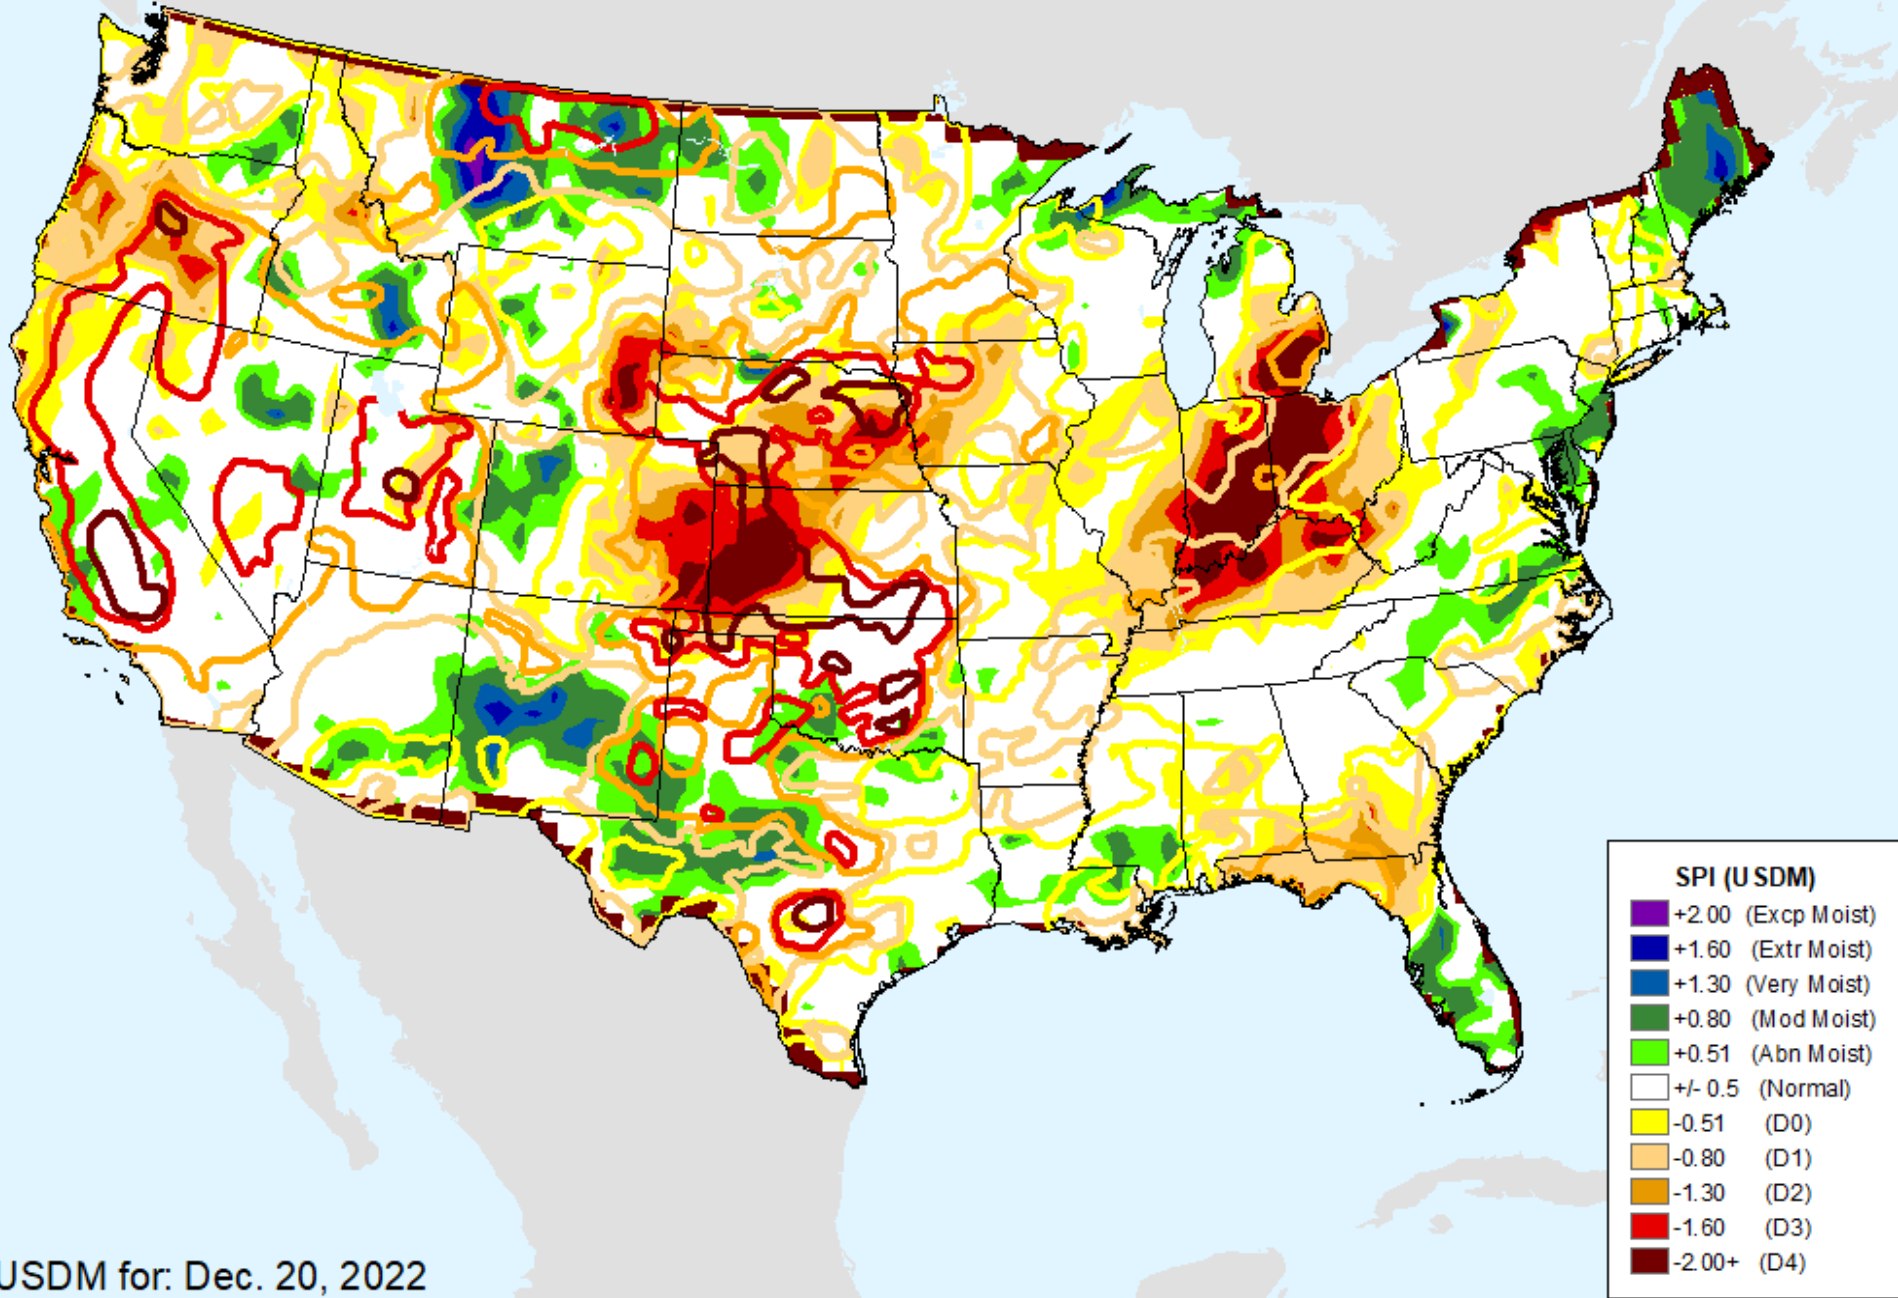 SPI (USDM)
+2.00 (Excp Moist)
+1.60 (Extr Moist)
+1.30 (Very Moist)
+0.80 (Mod Moist)
+0.51 (Abn Moist)
+/- 0.5 (Normal)
-0.51 (D0)
-0.80 (D1)
-1.30 (D2)
-1.60 (D3)
-2.00+ (D4)
USDM for: Dec. 20, 2022